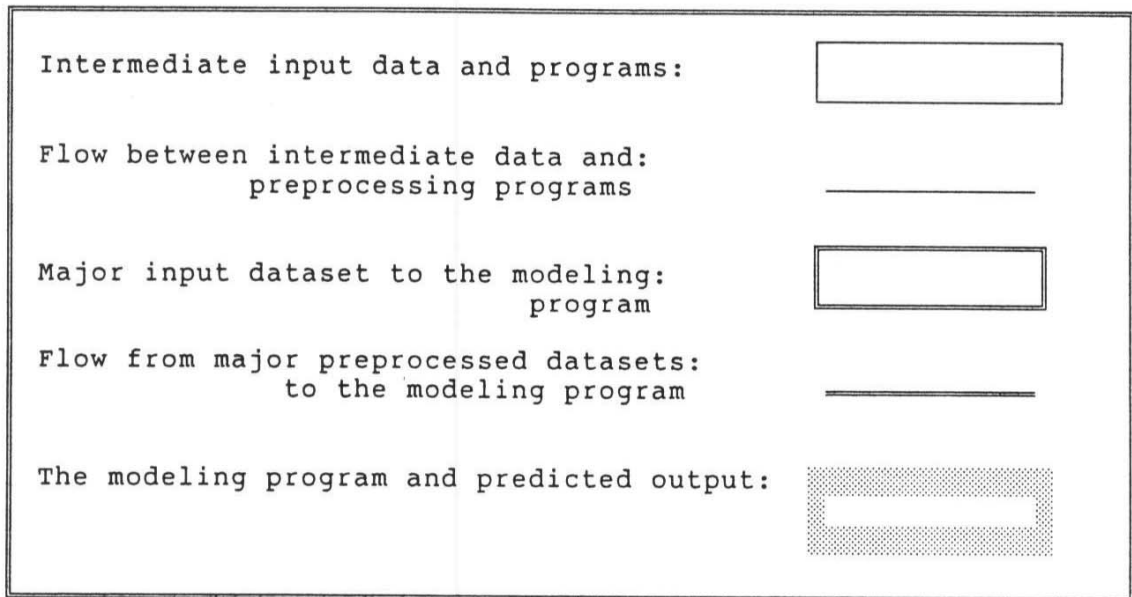 Intermediate input data and programs:
Flow between intermediate data and:
preprocessing programs
Major input dataset to the modeling:
program
Flow from major preprocessed datasets:
to the modeling program
The modeling program and predicted output: